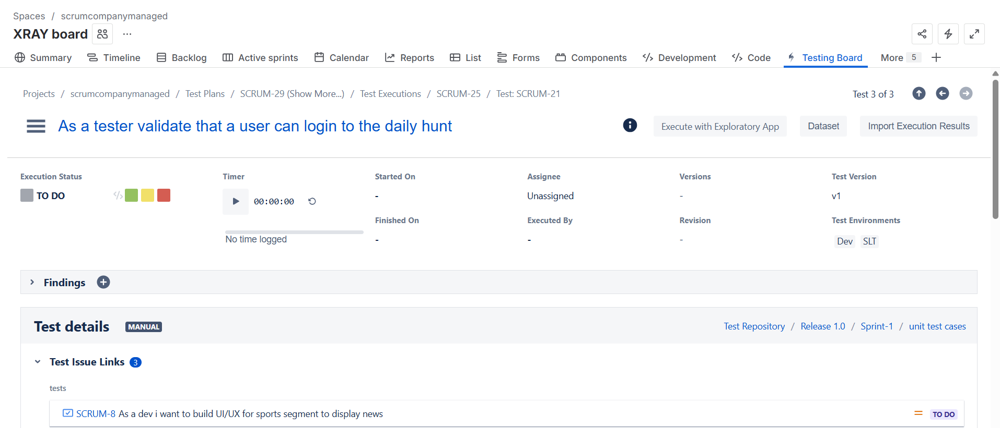 Spaces / scrumcompanymanaged
XRAY board ...
Summary Timeline Backlog Active sprints Calendar Reports List Forms Components Development Code Testing Board More 5
Projects / scrumcompanymanaged / Test Plans / SCRUM-29 (Show More...) / Test Executions / SCRUM-25 / Test: SCRUM-21 Test 3 of 3
As a tester validate that a user can login to the daily hunt Execute with Exploratory App Dataset Import Execution Results
Execution Status Timer Started On Assignee Versions Test Version
TO DO 00:00:00 - Unassigned - v1
Finished On Executed By Revision Test Environments
No time logged - - - Dev SLT
Findings
Test details MANUAL Test Repository / Release 1.0 / Sprint-1 / unit test cases
Test Issue Links 3
tests
SCRUM-8 As a dev i want to build UI/UX for sports segment to display news TO DO